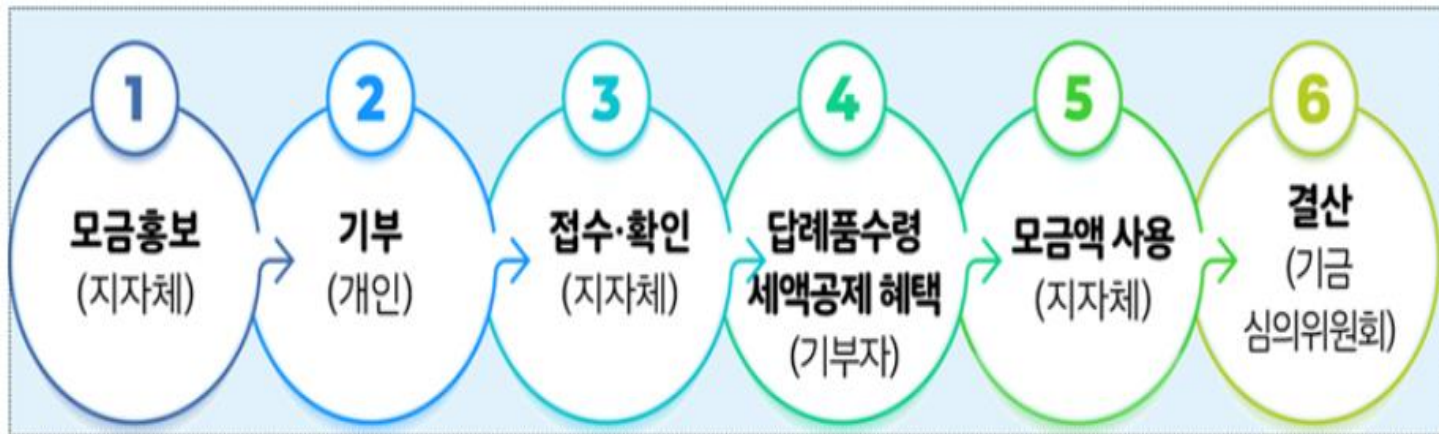 1
모금홍보
(지자체)
2
기부
(개인)
3
접수·확인
(지자체)
4
답례품수령
세액공제 혜택
(기부자)
5
모금액 사용
(지자체)
6
결산
(기금
심의위원회)